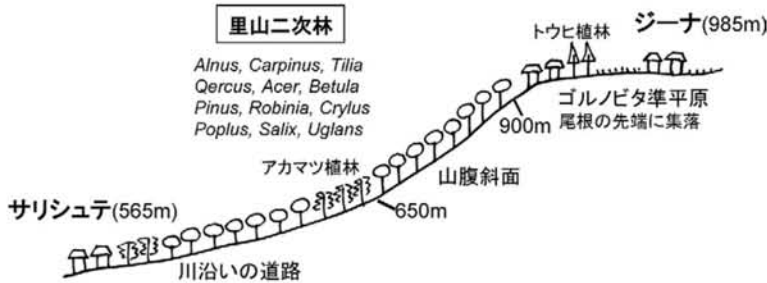 里山二次林
トウヒ植林
ジーナ(985m)
Alnus, Carpinus, Tilia
Qercus, Acer, Betula
Pinus, Robinia, Crylus
Poplus, Salix, Uglans
ゴルノビタ準平原
尾根の先端に集落
900m
アカマツ植林
山腹斜面
サリシュテ(565m)
650m
川沿いの道路